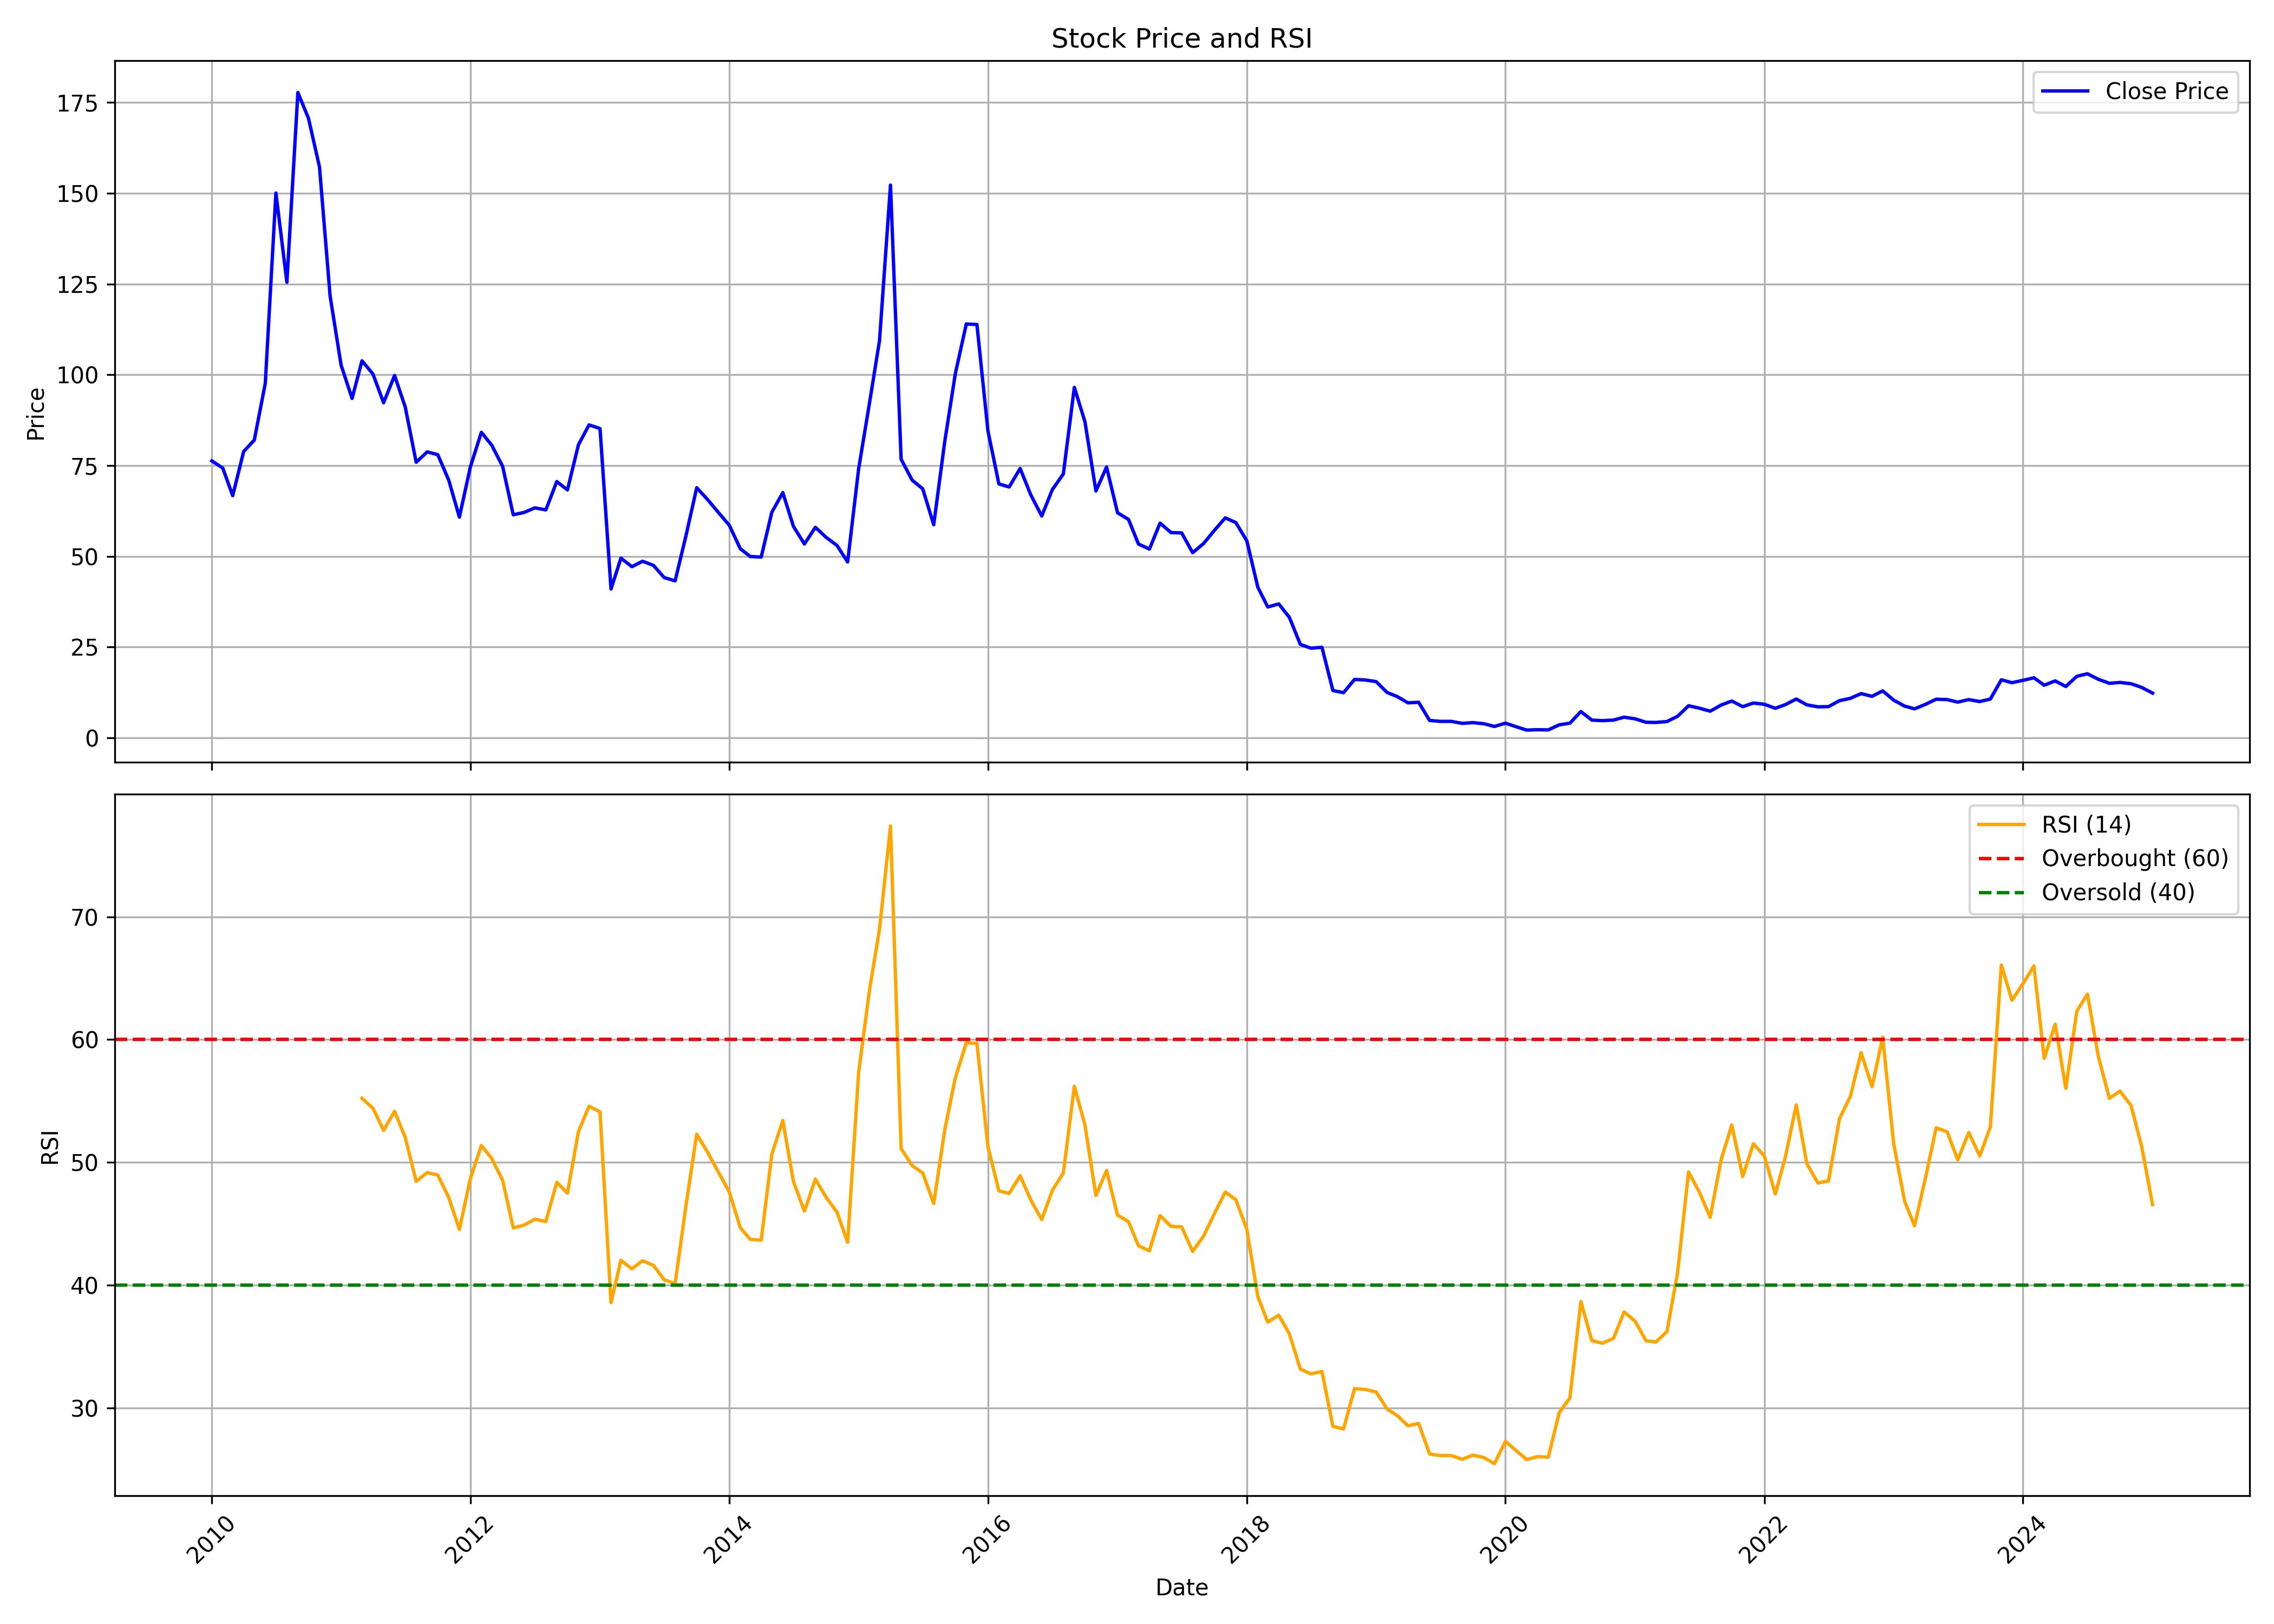 Stock Price and RSI
Close Price
175
150
125
100
75
50
25
0
Price
RSI (14)
Overbought (60)
Oversold (40)
70
60
50
40
30
RSI
2010
2012
2014
2016
2018
2020
2022
2024
Date